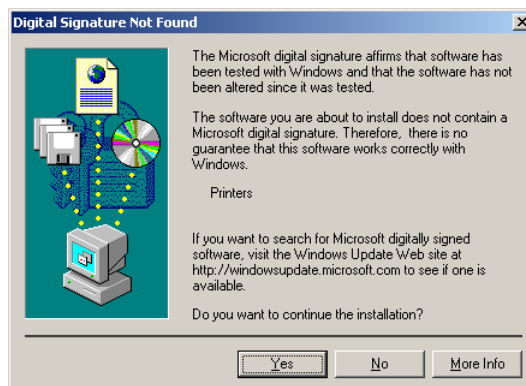 Digital Signature Not Found
The Microsoft digital signature affirms that software has
been tested with Windows and that the software has not
been altered since it was tested.
The software you are about to install does not contain a
Microsoft digital signature. Therefore, there is no
guarantee that this software works correctly with
Windows.
Printers
If you want to search for Microsoft digitally signed
software, visit the Windows Update Web site at
http://windowsupdate.microsoft.com to see if one is
available.
Do you want to continue the installation?
Yes
No
More Info